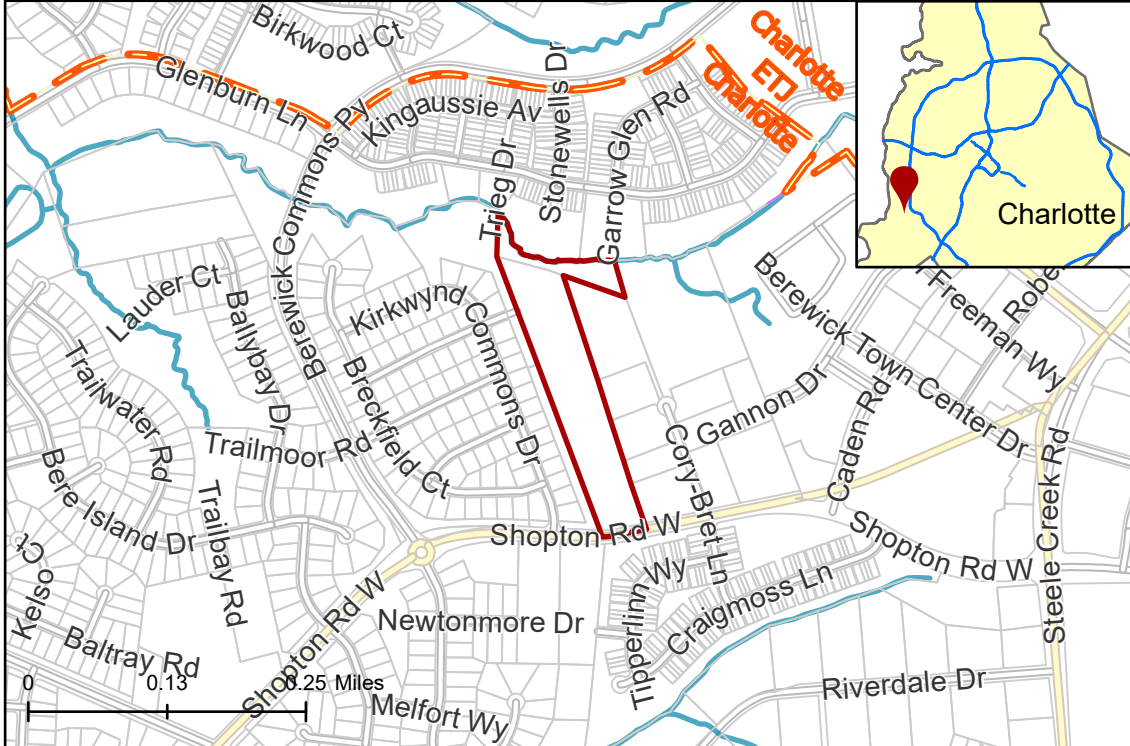 Birkwood Ct
Glenburn Ln
Kingaussie Av
Stonewells Dr
Charlotte
ETJ
Charlotte
Charlotte
Berewick Commons Py
Trieg Dr
Garrow Glen Rd
Lauder Ct
Ballybay Dr
Kirkwynd
Commons Dr
Breckfield Ct
Trailwater Rd
Trailmoor Rd
Bere Island Dr
Trailbay Rd
Kelso Ct
Baltray Rd
Shopton Rd W
Newtonmore Dr
Melfort Wy
Shopton Rd W
Cory-Bret Ln
Gannon Dr
Caden Rd
Berewick Town Center Dr
Freeman Wy
Robe
Steele Creek Rd
Shopton Rd W
Tipperlinn Wy
Craigmoss Ln
Riverdale Dr
0 0.13 0.25 Miles